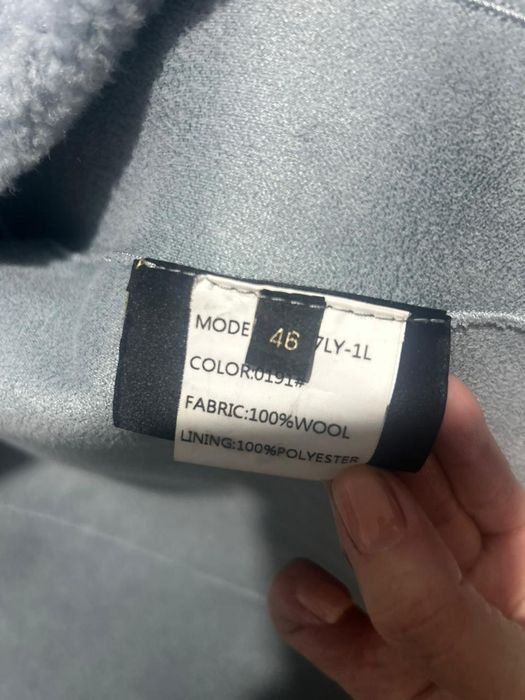 MODE 46 7LY-1L
COLOR:0191#
FABRIC:100%WOOL
LINING:100%POLYESTER